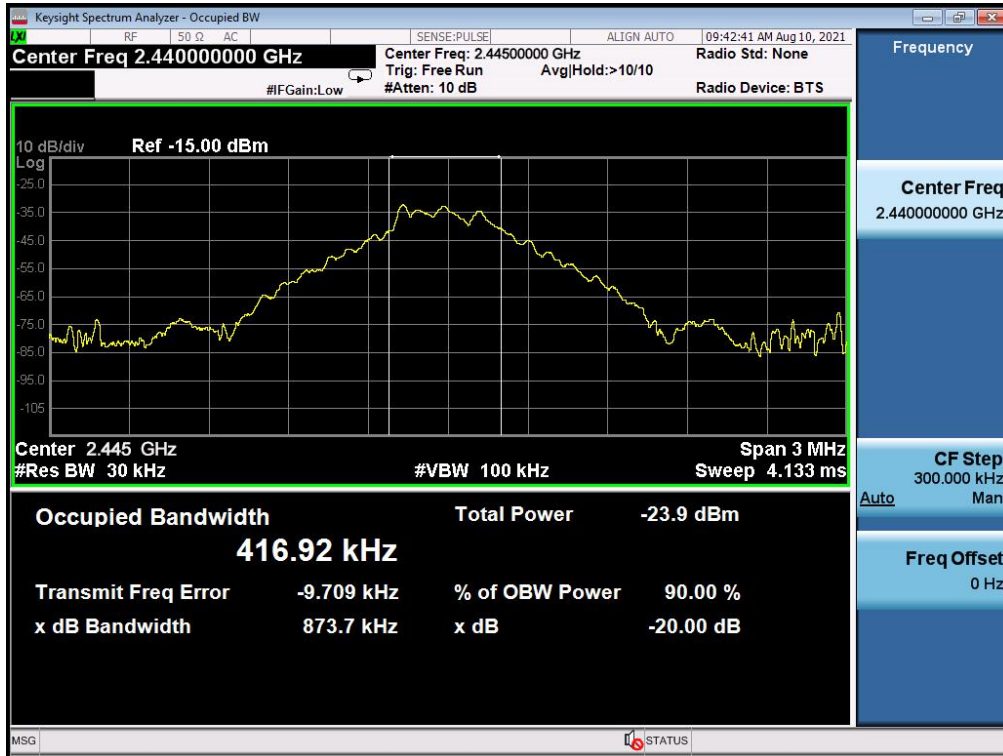 Keysight Spectrum Analyzer - Occupied BW
LXI RF 50 Ω AC SENSE:PULSE ALIGN AUTO 09:42:41 AM Aug 10, 2021
Center Freq 2.440000000 GHz
Center Freq: 2.44500000 GHz
Radio Std: None
Trig: Free Run Avg|Hold:>10/10
#IFGain:Low
#Atten: 10 dB
Radio Device: BTS
10 dB/div Ref -15.00 dBm
Log
-25.0
-35.0
-45.0
-55.0
-65.0
-75.0
-85.0
-95.0
-105
Center 2.445 GHz
Span 3 MHz
#Res BW 30 kHz
#VBW 100 kHz
Sweep 4.133 ms
Occupied Bandwidth
Total Power -23.9 dBm
416.92 kHz
Transmit Freq Error -9.709 kHz
% of OBW Power 90.00 %
x dB Bandwidth 873.7 kHz
x dB -20.00 dB
MSG
STATUS
Frequency
Center Freq
2.440000000 GHz
CF Step
300.000 kHz
Auto Man
Freq Offset
0 Hz